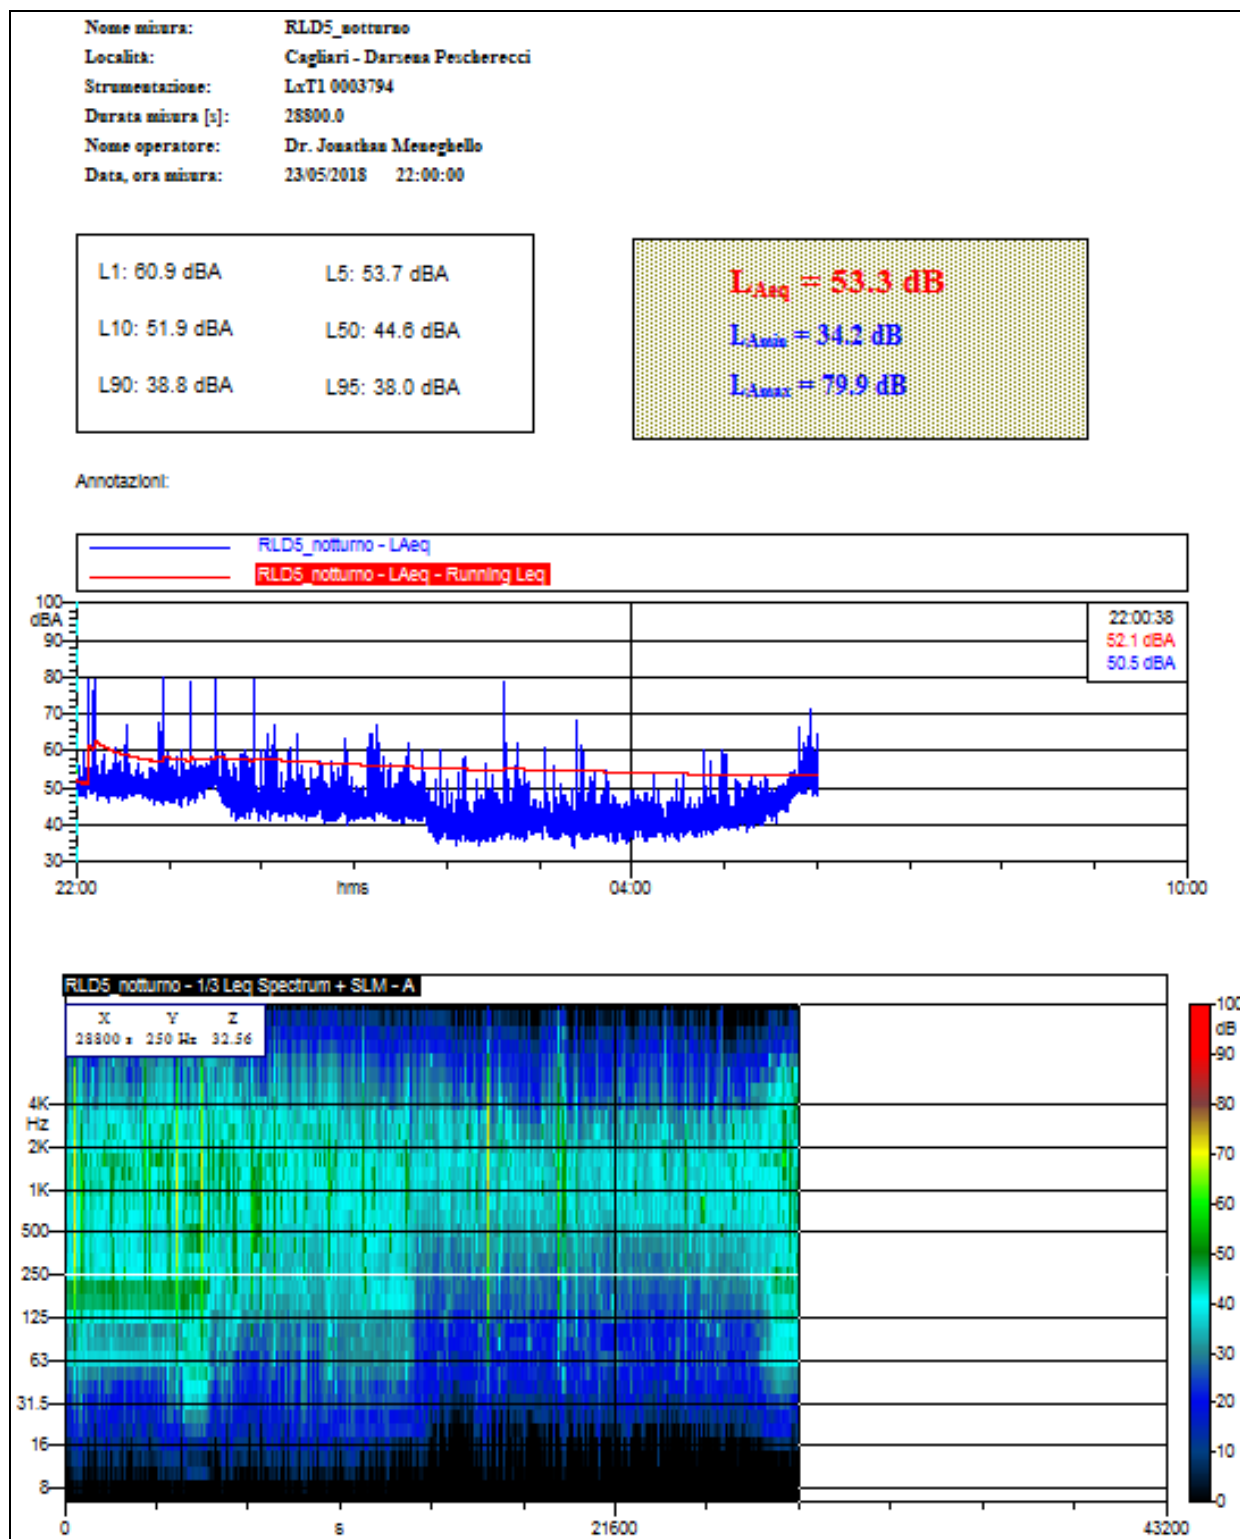 Nome misura: RLD5_notturno
Località: Cagliari - Darsena Pescherecci
Strumentazione: LxT1 0003794
Durata misura [s]: 28800.0
Nome operatore: Dr. Jonathan Meneghello
Data, ora misura: 23/05/2018 22:00:00
L1: 60.9 dBA L5: 53.7 dBA
L10: 51.9 dBA L50: 44.6 dBA
L90: 38.8 dBA L95: 38.0 dBA
LAeq = 53.3 dB
LAmin = 34.2 dB
LAmax = 79.9 dB
Annotazioni:
RLD5_notturno - LAeq
RLD5_notturno - LAeq - Running Leq
100
dBA
90
80
70
60
50
40
30
22:00:38
52.1 dBA
50.5 dBA
22:00 hms 04:00 10:00
RLD5_notturno - 1/3 Leq Spectrum + SLM - A
X Y Z
28800 s 250 Hz 32.56
4K
Hz
2K
1K
500
250
125
63
31.5
16
8
0 s 21600 43200
100
dB
90
80
70
60
50
40
30
20
10
0